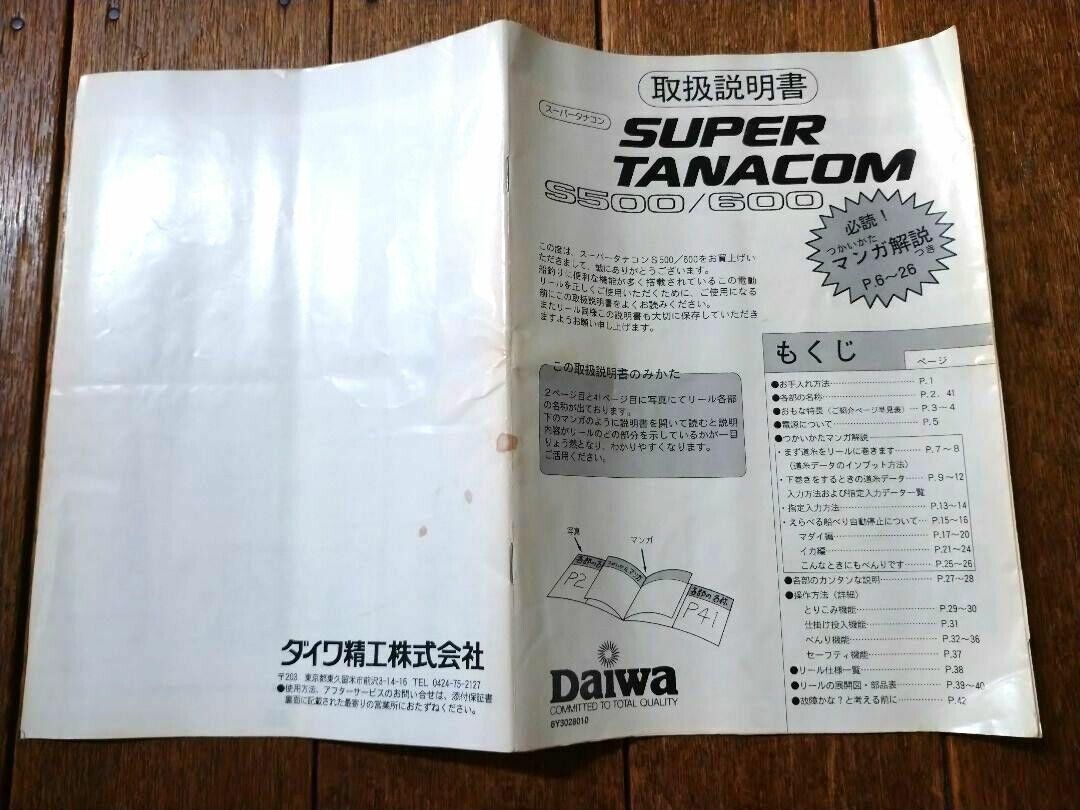 取扱説明書
スーパータナコン
SUPER
TANACOM
S500/600
必読!
つかいかた
マンガ解説
つき
P.6〜26
この度は、スーパータナコンS500/600をお買上げい
ただきまして、誠にありがとうございます。
船釣りに便利な機能が多く搭載されているこの電動
リールを正しくご使用いただくために、ご使用になる
前にこの取扱説明書をよくお読みください。
またリール同様この説明書も大切に保存していただき
ますようお願い申し上げます。
この取扱説明書のみかた
2ページ目と41ページ目に写真にてリール各部
の名称が出ております。
下のマンガのように説明書を開いて読むと説明
内容がリールのどの部分を示しているかが一目
りょう然となり、わかりやすくなります。
ご活用ください。
写真
マンガ
各部の名称
P2
つかいかたマンガ
各部の名称
P41
Daiwa
COMMITTED TO TOTAL QUALITY
6Y3028010
もくじ
ページ
●お手入れ方法 P.1
●各部の名称 P.2、41
●おもな特長(ご紹介ページ早見表) P.3〜4
●電源について P.5
●つかいかたマンガ解説
・まず道糸をリールに巻きます P.7〜8
(道糸データのインプット方法)
・下巻きをするときの道糸データ P.9〜12
入力方法および指定入力データ一覧
・指定入力方法 P.13〜14
・えらべる船べり自動停止について P.15〜16
マダイ編 P.17〜20
イカ編 P.21〜24
こんなときにもべんりです P.25〜26
●各部のカンタンな説明 P.27〜28
●操作方法(詳細)
とりこみ機能 P.29〜30
仕掛け投入機能 P.31
べんり機能 P.32〜36
セーフティ機能 P.37
●リール仕様一覧 P.38
●リールの展開図・部品表 P.39〜40
●故障かな?と考える前に P.42
ダイワ精工株式会社
〒203 東京都東久留米市前沢3-14-16 TEL 0424-75-2127
●使用方法、アフターサービスのお問い合せは、添付保証書
裏面に記載された最寄りの営業所におたずねください。